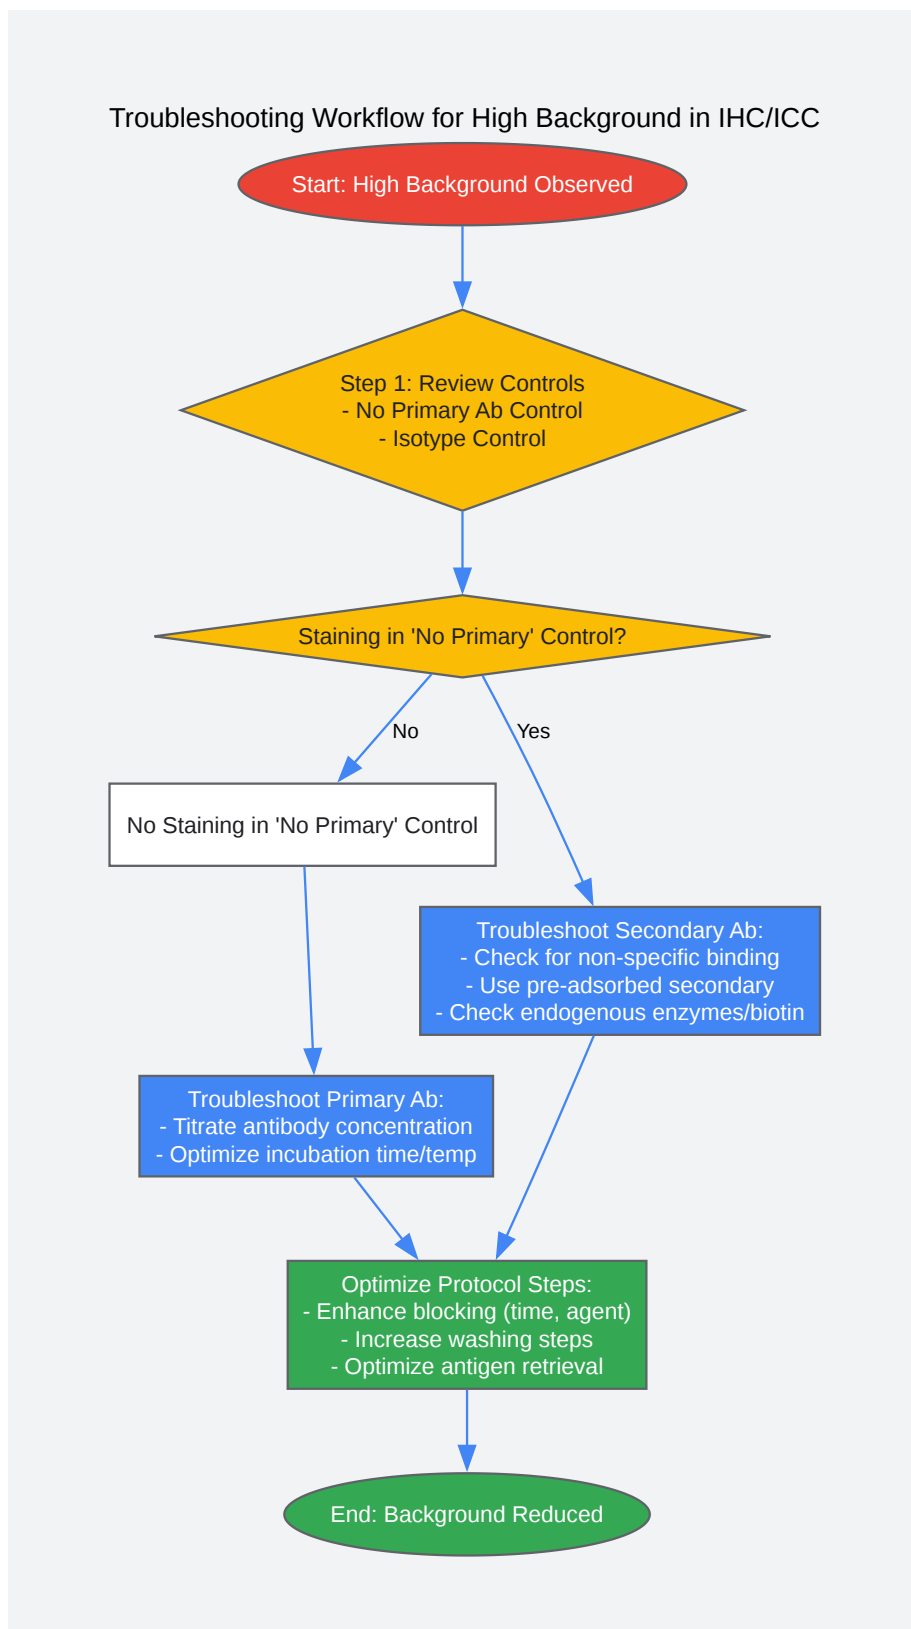 Troubleshooting Workflow for High Background in IHC/ICC
Start: High Background Observed
Step 1: Review Controls
- No Primary Ab Control
- Isotype Control
Staining in 'No Primary' Control?
No
Yes
No Staining in 'No Primary' Control
Troubleshoot Secondary Ab:
- Check for non-specific binding
- Use pre-adsorbed secondary
- Check endogenous enzymes/biotin
Troubleshoot Primary Ab:
- Titrate antibody concentration
- Optimize incubation time/temp
Optimize Protocol Steps:
- Enhance blocking (time, agent)
- Increase washing steps
- Optimize antigen retrieval
End: Background Reduced